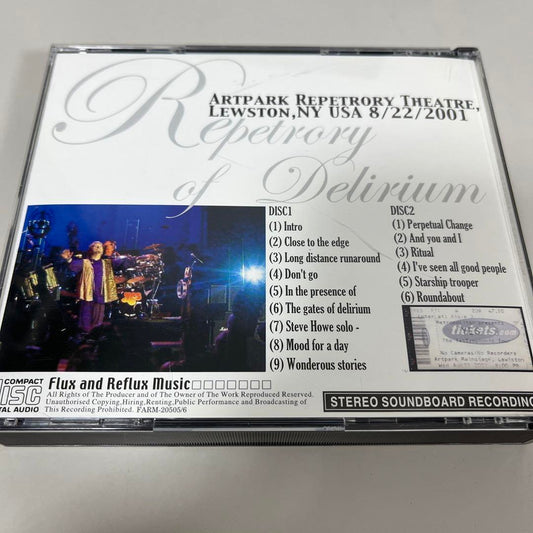 Repetrory
of Delirium
ARTPARK REPETRORY THEATRE,
LEWSTON,NY USA 8/22/2001
DISC1
(1) Intro
(2) Close to the edge
(3) Long distance runaround
(4) Don't go
(5) In the presence of
(6) The gates of delirium
(7) Steve Howe solo -
(8) Mood for a day
(9) Wonderous stories
DISC2
(1) Perpetual Change
(2) And you and I
(3) Ritual
(4) I've seen all good people
(5) Starship trooper
(6) Roundabout
tickets.com
No Cameras/No Recorders
Artpark Mainstage, Lewiston
COMPACT
DISC
DIGITAL AUDIO
Flux and Reflux Music□□□□□□□
All Rights of The Producer and of The Owner of The Work Reproduced Reserved.
Unauthorised Copying,Hiring,Renting,Public Performance and Broadcasting of
This Recording Prohibited. FARM-20505/6
STEREO SOUNDBOARD RECORDING